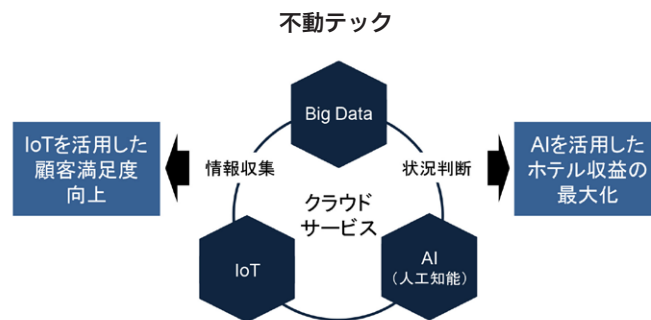 不動テック
Big Data
IoTを活用した
顧客満足度
向上
情報収集
状況判断
AIを活用した
ホテル収益の
最大化
クラウド
サービス
IoT
AI
（人工知能）